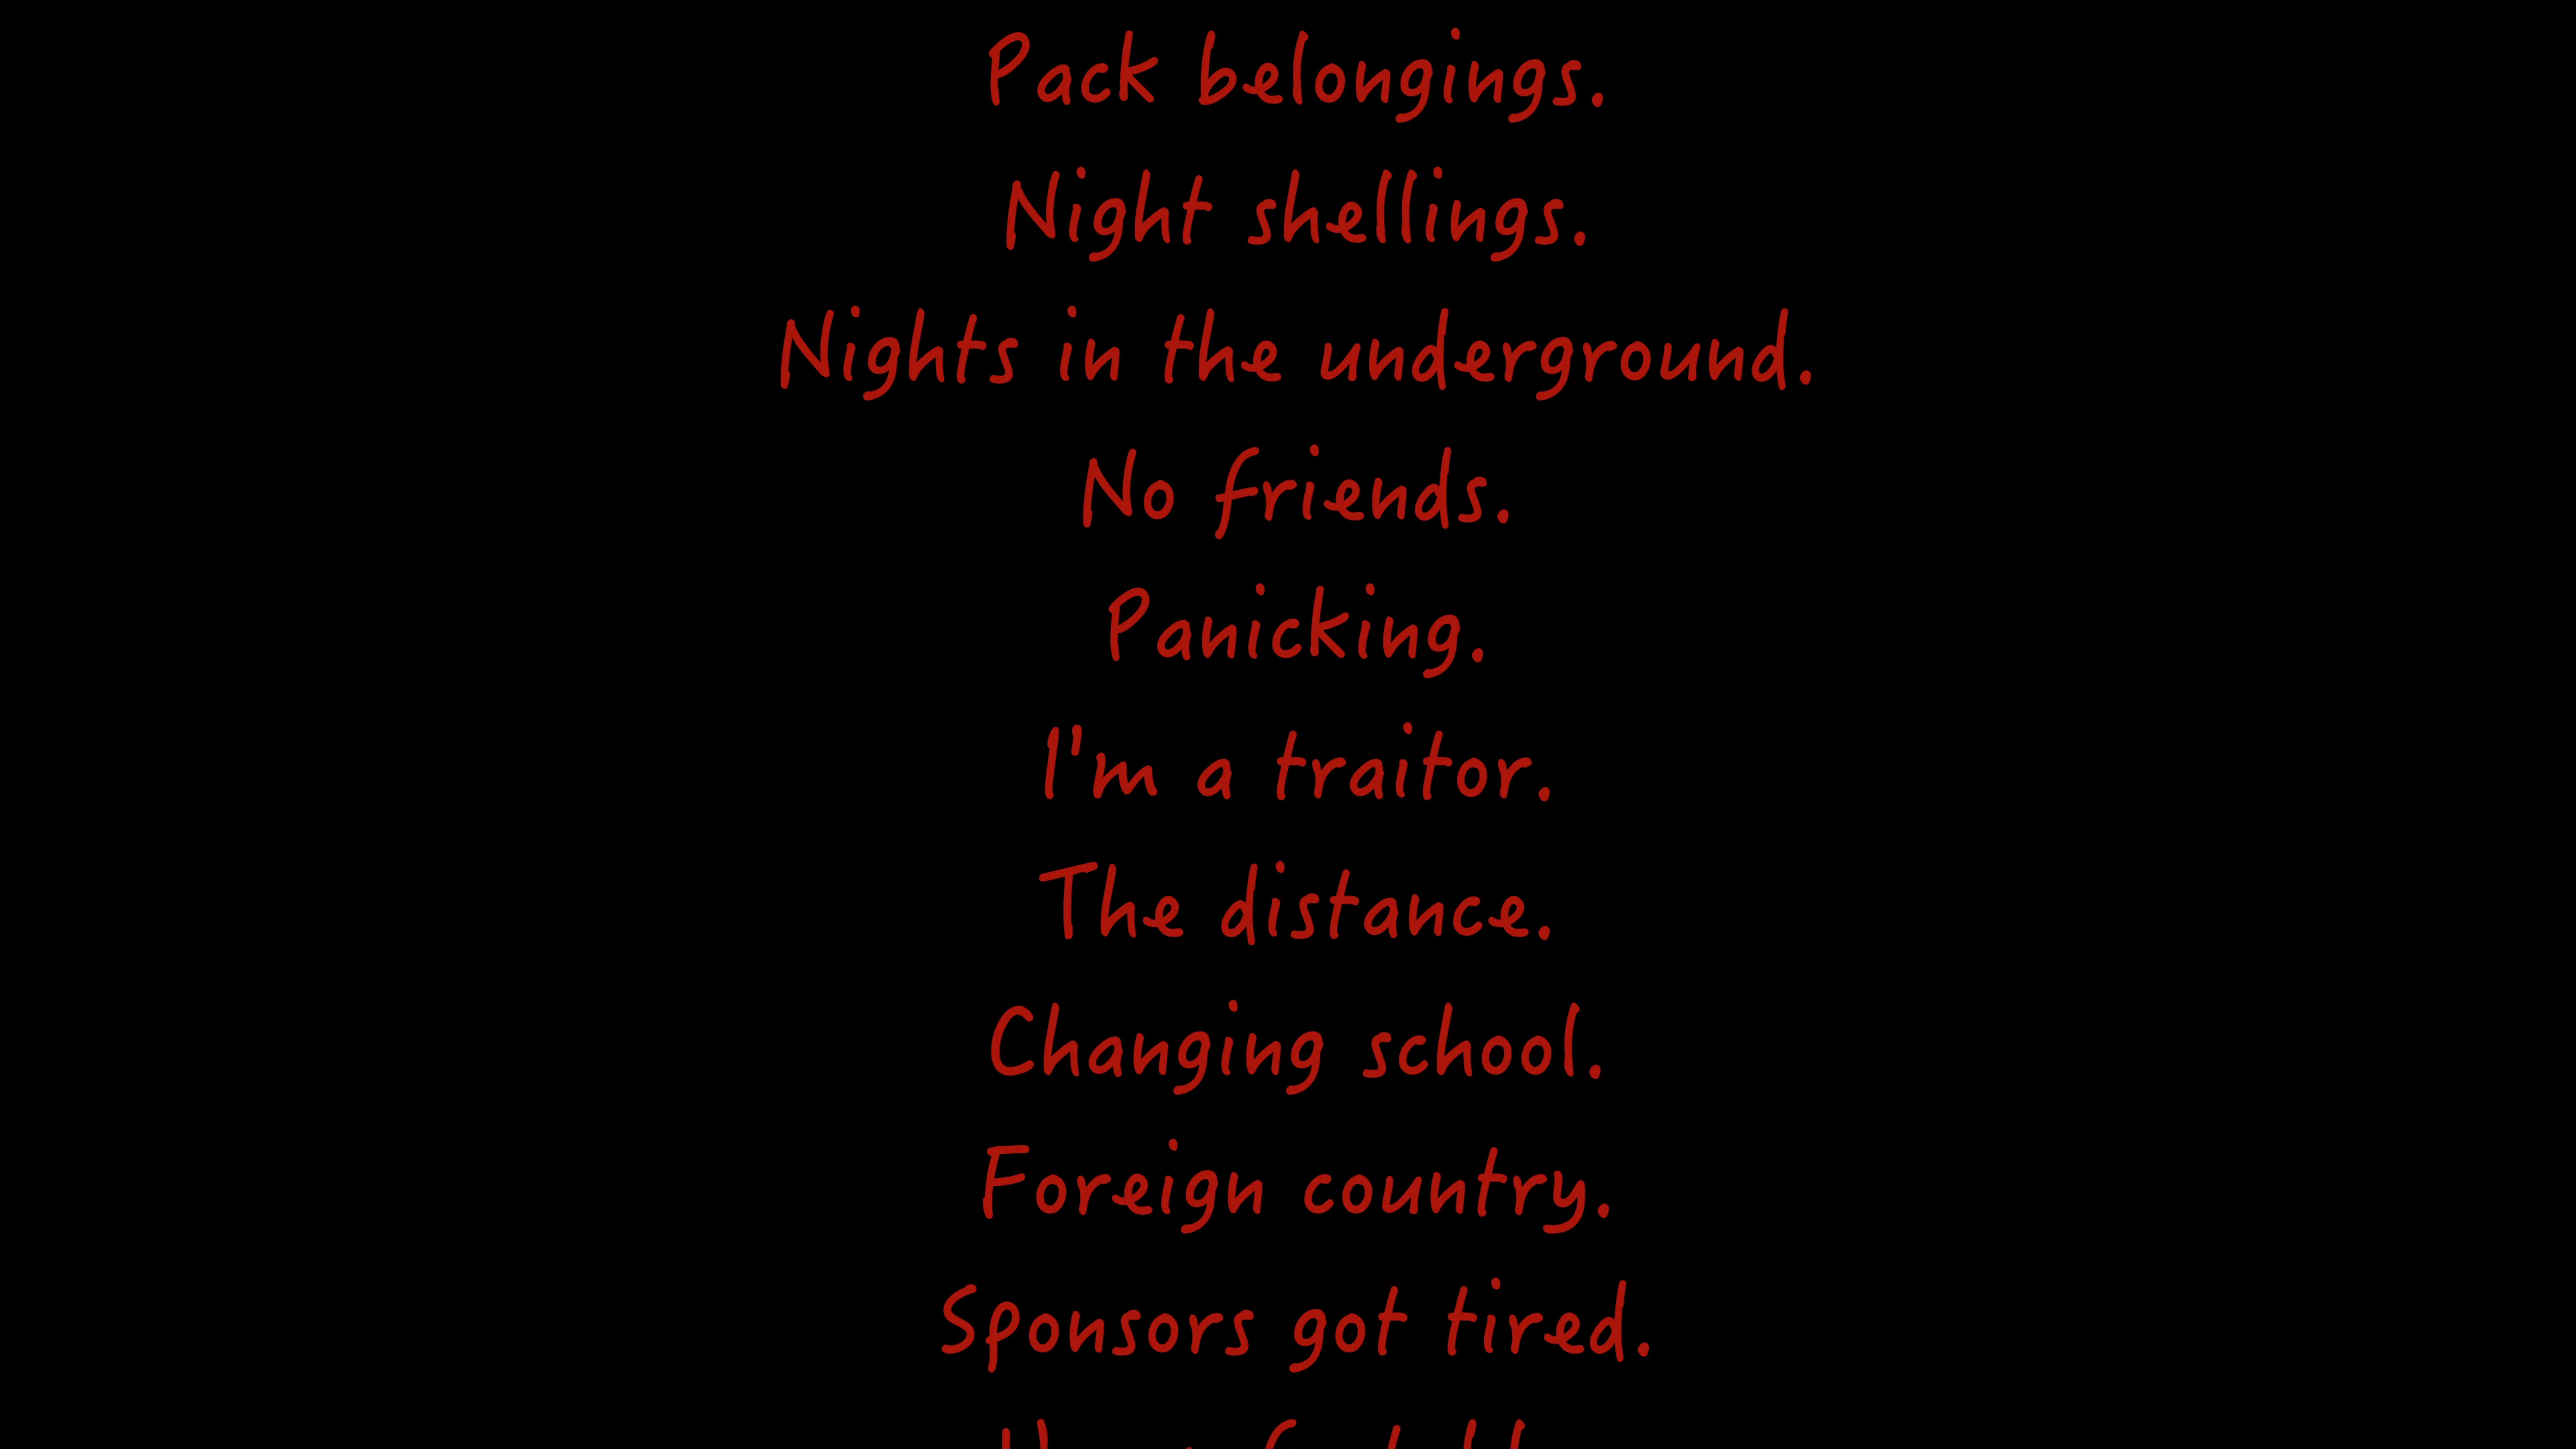 Pack belongings.
Night shellings.
Nights in the underground.
No friends.
Panicking.
I'm a traitor.
The distance.
Changing school.
Foreign country.
Sponsors got tired.